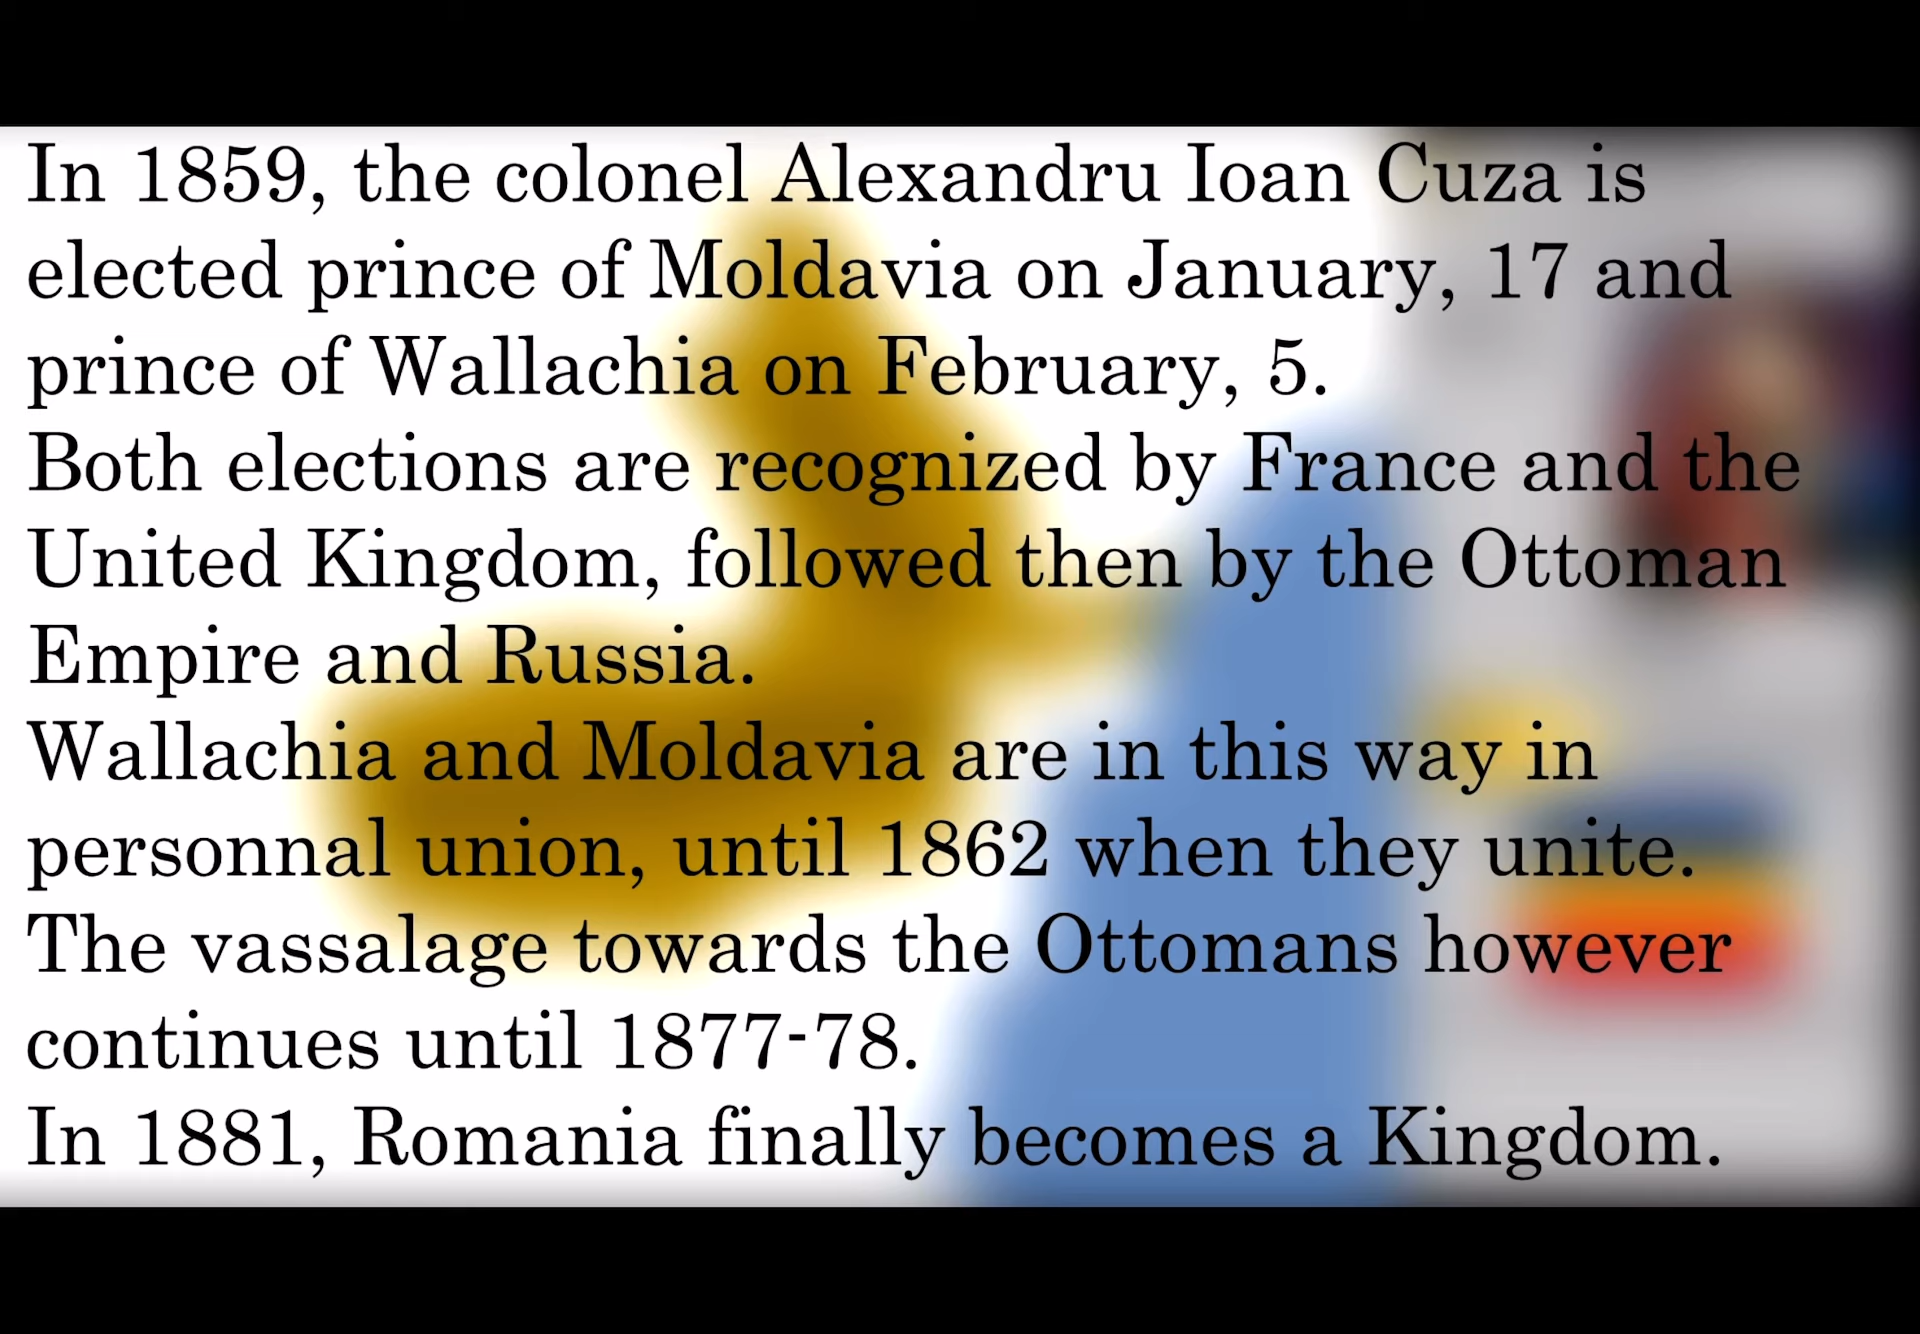 In 1859, the colonel Alexandru Ioan Cuza is
elected prince of Moldavia on January, 17 and
prince of Wallachia on February, 5.
Both elections are recognized by France and the
United Kingdom, followed then by the Ottoman
Empire and Russia.
Wallachia and Moldavia are in this way in
personnal union, until 1862 when they unite.
The vassalage towards the Ottomans however
continues until 1877-78.
In 1881, Romania finally becomes a Kingdom.